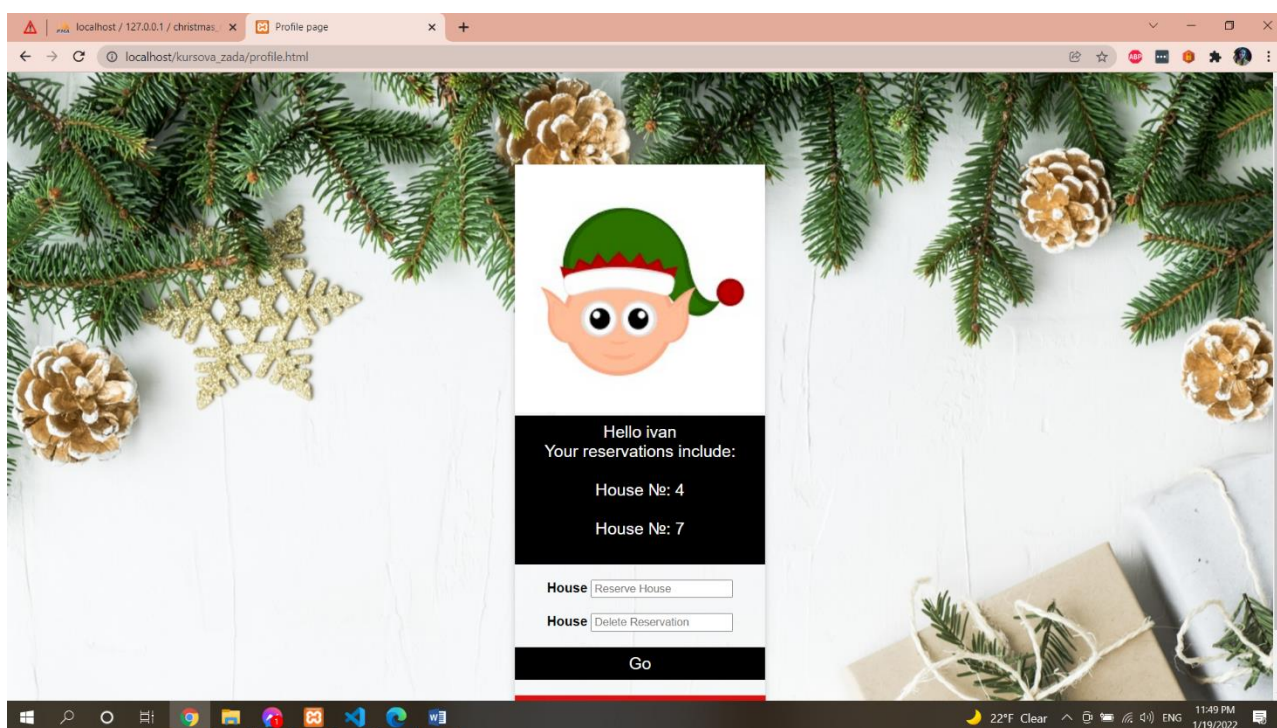 localhost / 127.0.0.1 / christmas_
Profile page
localhost/kursova_zada/profile.html
ABP
Hello ivan
Your reservations include:
House №: 4
House №: 7
House Reserve House
House Delete Reservation
Go
22°F Clear
ENG
11:49 PM
1/19/2022